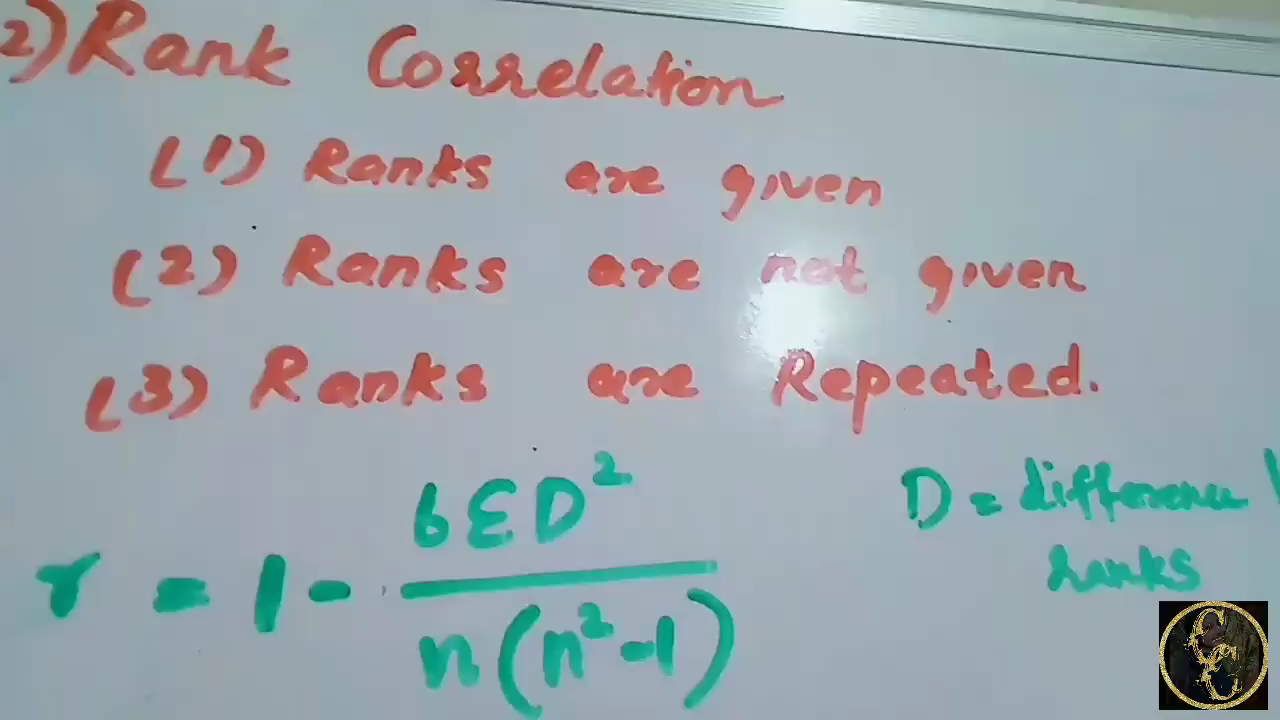 2) Rank Correlation
(1) Ranks are given
(2) Ranks are not given
(3) Ranks are Repeated.
r = 1 - 6ΣD² / n(n²-1)
D = difference
ranks